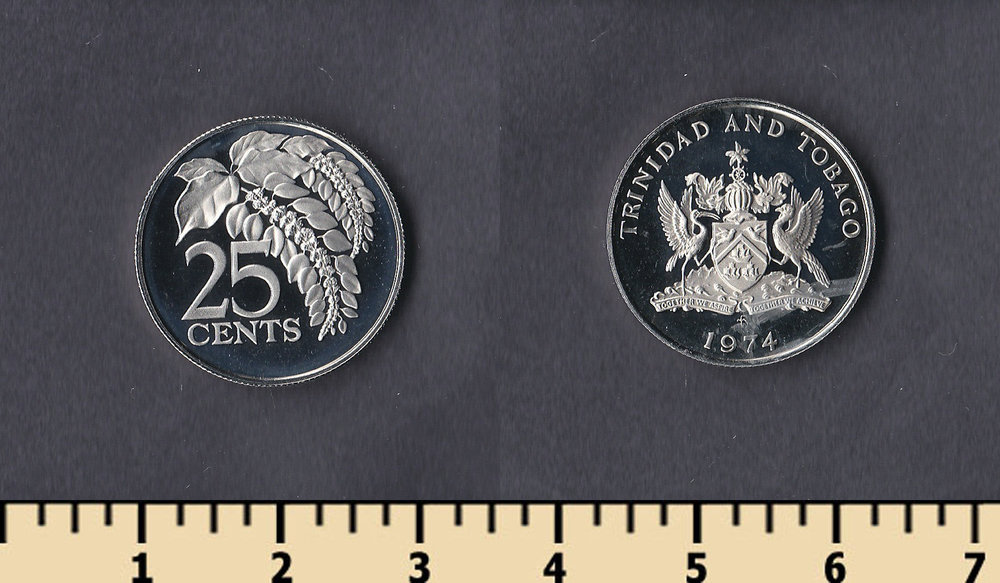 25
CENTS
TRINIDAD AND TOBAGO
TOGETHER WE ASPIRE TOGETHER WE ACHIEVE
1974
1 2 3 4 5 6 7